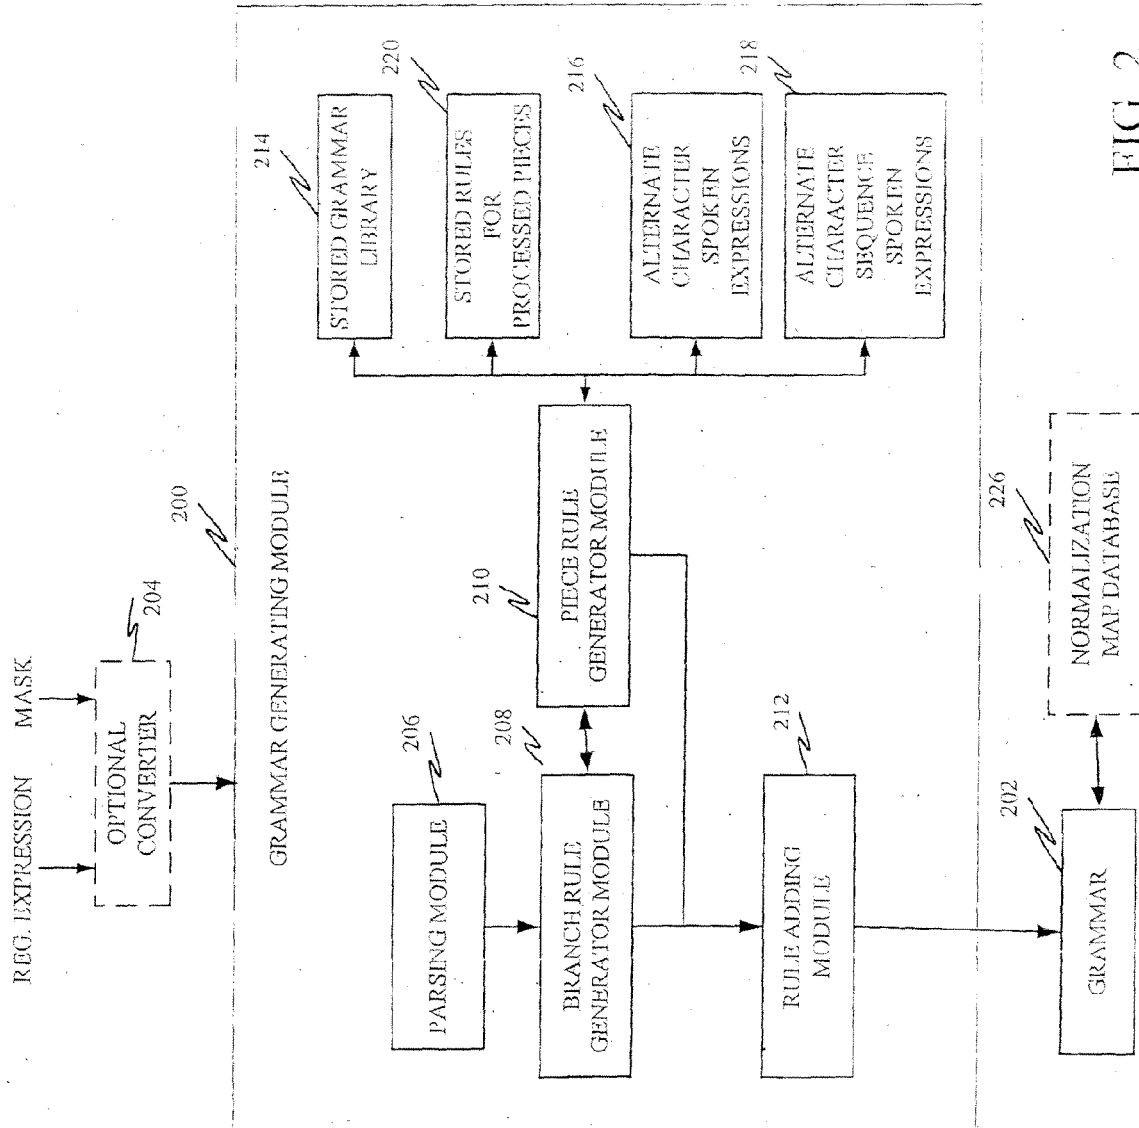 REG. EXPRESSION MASK
OPTIONAL
CONVERTER
204
200
GRAMMAR GENERATING MODULE
PARSING MODULE
206
BRANCH RULE
GENERATOR MODULE
208
PIECE RULE
GENERATOR MODULE
210
RULE ADDING
MODULE
212
STORED GRAMMAR
LIBRARY
214
STORED RULES
FOR
PROCESSED PIECES
220
ALTERNATE
CHARACTER
SPOKEN
EXPRESSIONS
216
ALTERNATE
CHARACTER
SEQUENCE
SPOKEN
EXPRESSIONS
218
GRAMMAR
202
NORMALIZATION
MAP DATABASE
226
FIG. 2